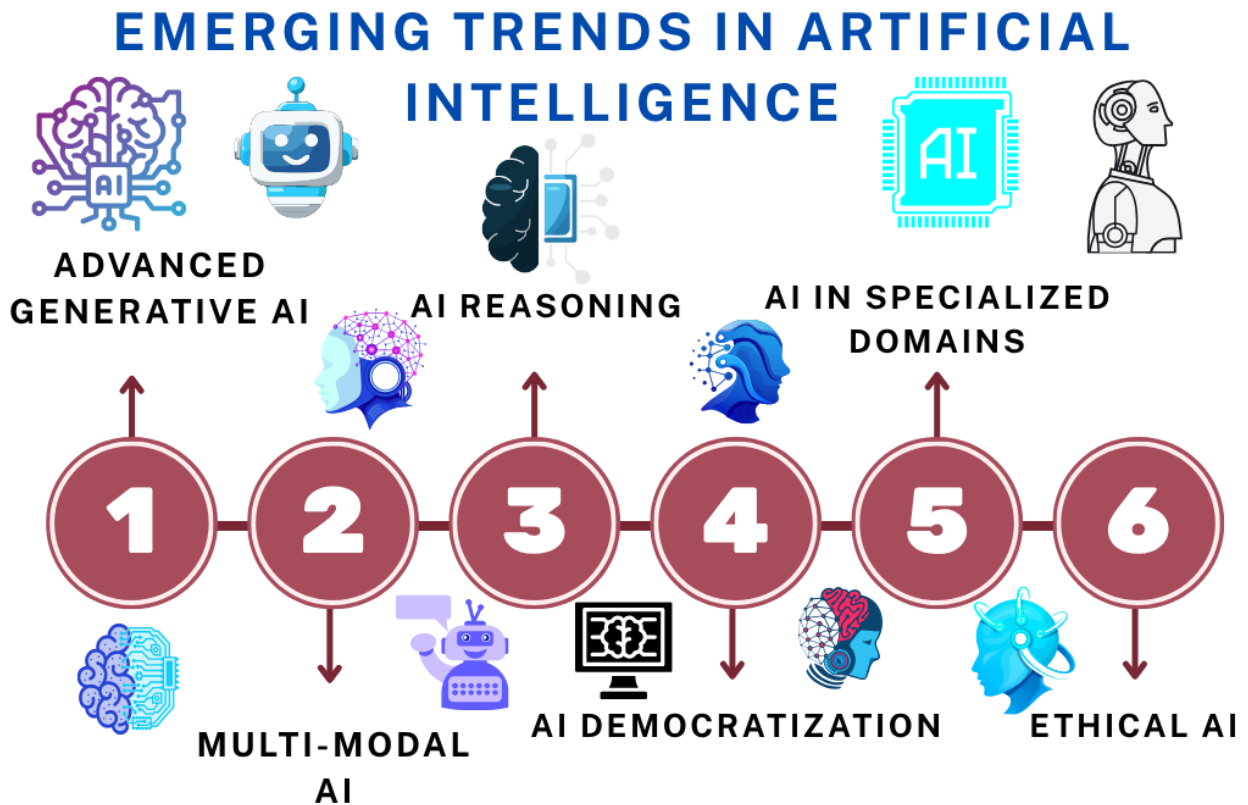 EMERGING TRENDS IN ARTIFICIAL
INTELLIGENCE
AI
AI
ADVANCED
GENERATIVE AI
AI REASONING
AI IN SPECIALIZED
DOMAINS
1
2
3
4
5
6
MULTI-MODAL
AI
AI DEMOCRATIZATION
ETHICAL AI